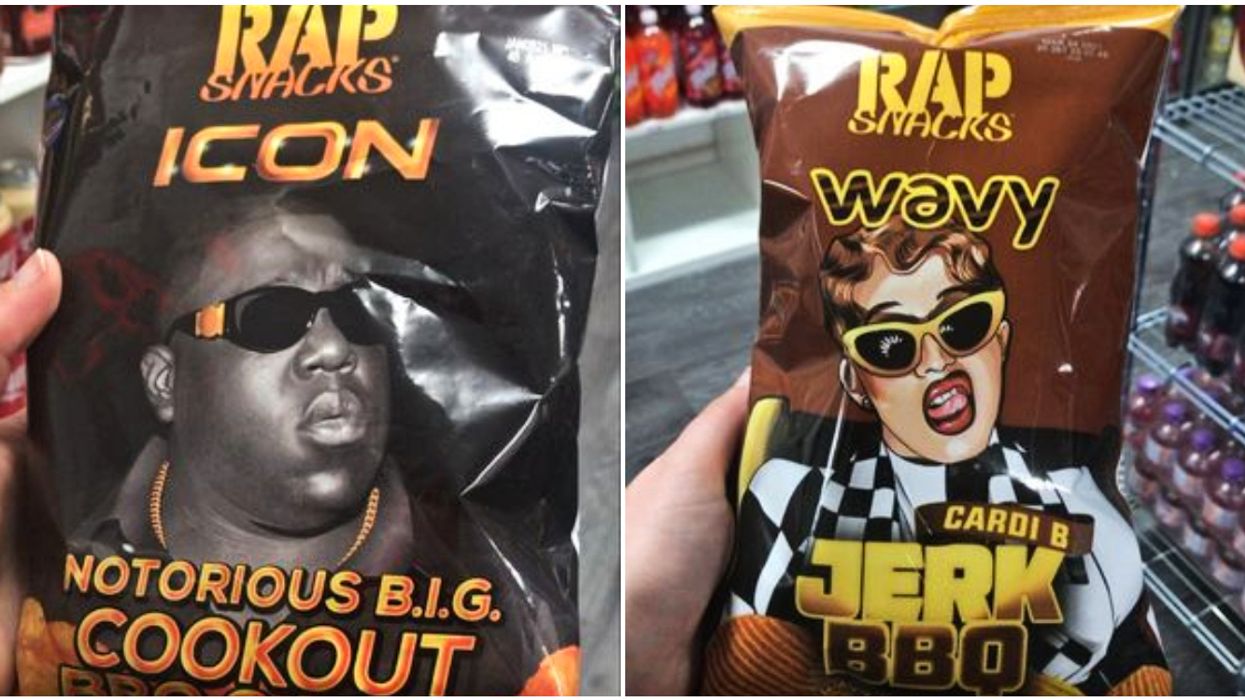 RAP
SNACKS
ICON
NOTORIOUS B.I.G.
COOKOUT
RAP
SNACKS
wavy
CARDI B
JERK
BBQ